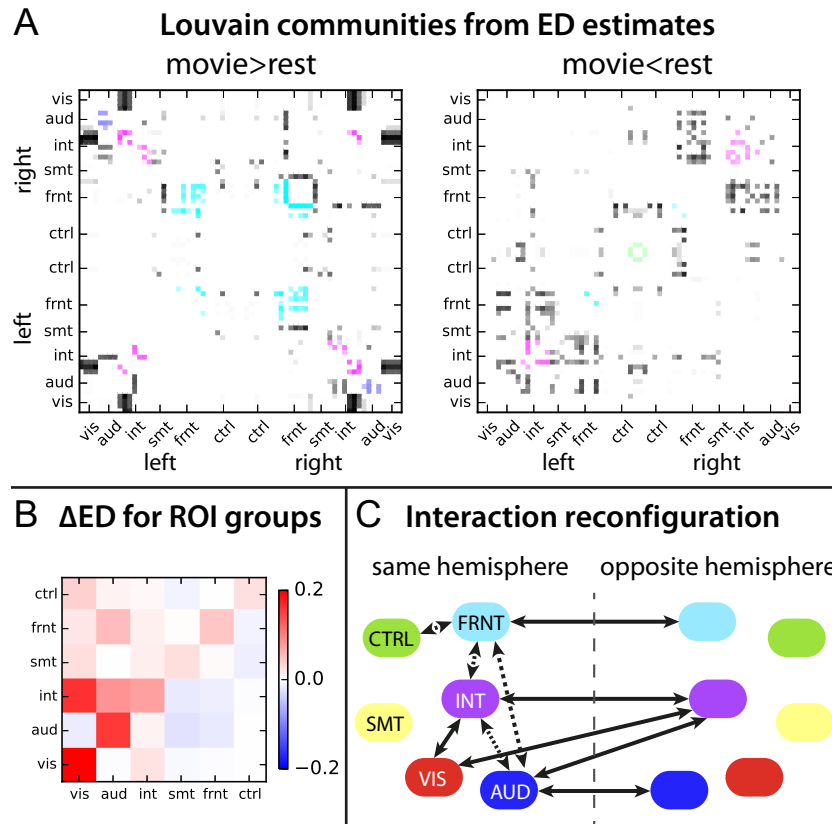 A Louvain communities from ED estimates
movie>rest
movie<rest
vis
aud
int
smt
frnt
ctrl
ctrl
frnt
smt
int
aud
vis
right
left
vis aud int smt frnt ctrl ctrl frnt smt int aud vis
left right
vis
aud
int
smt
frnt
ctrl
ctrl
frnt
smt
int
aud
vis
vis aud int smt frnt ctrl ctrl frnt smt int aud vis
left right
B ΔED for ROI groups
ctrl
frnt
smt
int
aud
vis
vis aud int smt frnt ctrl
0.2
0.0
−0.2
C Interaction reconfiguration
same hemisphere
opposite hemisphere
CTRL
FRNT
INT
SMT
VIS
AUD